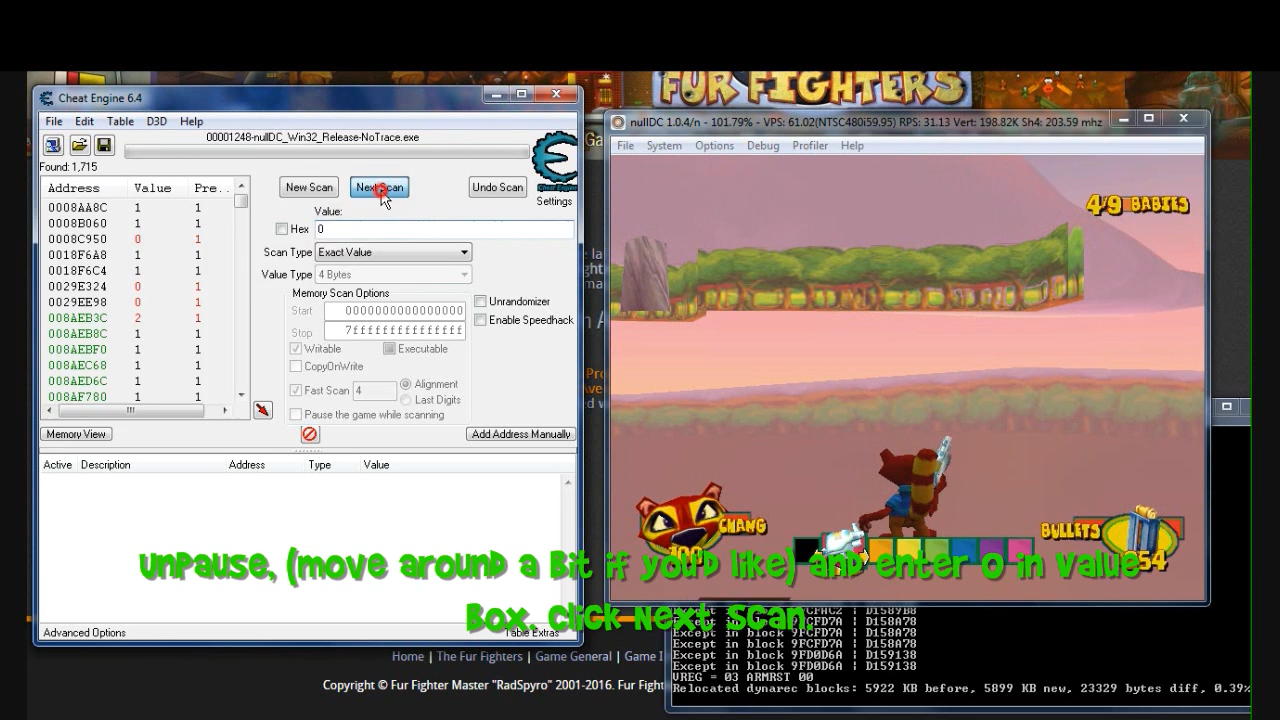 FUR FIGHTERS
Cheat Engine 6.4
File Edit Table D3D Help
00001248-nullDC_Win32_Release-NoTrace.exe
Found: 1,715
Address Value Pre..
0008AA8C 1 1
0008B060 1 1
0008C950 0 1
0018F6A8 1 1
0018F6C4 1 1
0029E324 0 1
0029EE98 0 1
008AEB3C 2 1
008AEB8C 1 1
008AEBF0 1 1
008AEC68 1 1
008AED6C 1 1
008AF780 1 1
New Scan Next Scan Undo Scan
Cheat Engine
Settings
Value:
Hex 0
Scan Type Exact Value
Value Type 4 Bytes
Memory Scan Options
Start 0000000000000000
Stop 7fffffffffffffff
Writable Executable
CopyOnWrite
Fast Scan 4 Alignment
Last Digits
Pause the game while scanning
Unrandomizer
Enable Speedhack
Memory View Add Address Manually
Active Description Address Type Value
Advanced Options Table Extras
nullDC 1.0.4/n - 101.79% - VPS: 61.02(NTSC480i59.95) RPS: 31.13 Vert: 198.82K Sh4: 203.59 mhz
File System Options Debug Profiler Help
4/9 BABIES
CHANG
100
BULLETS
54
Unpause, (move around a bit if you'd like) and enter 0 in value
box. Click Next Scan.
Except in block 9FCFD7A | D158A78
Except in block 9FCFD7A | D158A78
Except in block 9FCFD7A | D158A78
Except in block 9FD0D6A | D159138
Except in block 9FD0D6A | D159138
VREG = 03 ARMRST 00
Relocated dynarec blocks: 5922 KB before, 5899 KB new, 23329 bytes diff, 0.39%
Home | The Fur Fighters | Game General | Game I
Copyright © Fur Fighter Master "RadSpyro" 2001-2016. Fur Fight